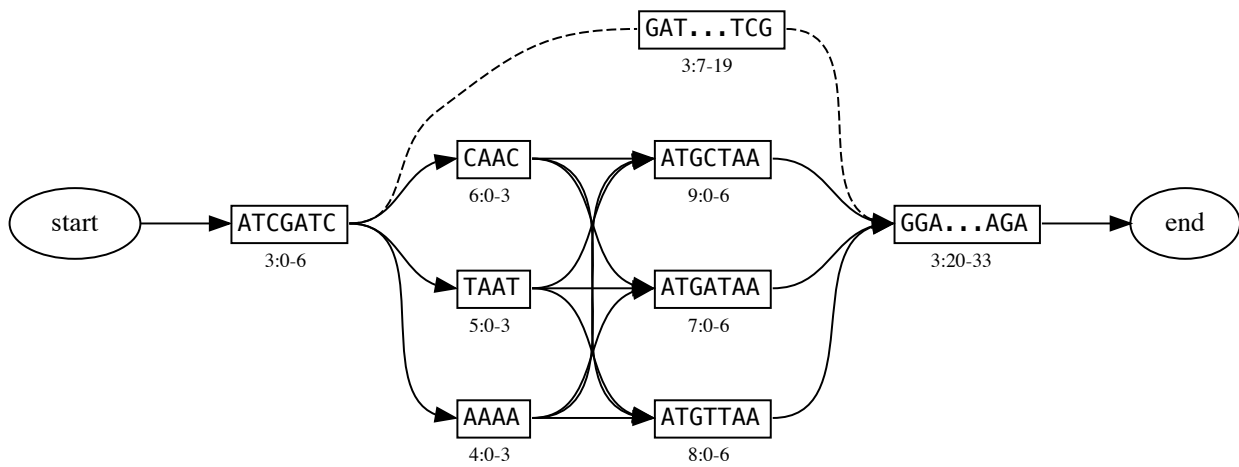 GAT...TCG
3:7-19
CAAC
6:0-3
ATGCTAA
9:0-6
start
ATCGATC
3:0-6
GGA...AGA
3:20-33
end
TAAT
5:0-3
ATGATAA
7:0-6
AAAA
4:0-3
ATGTTAA
8:0-6